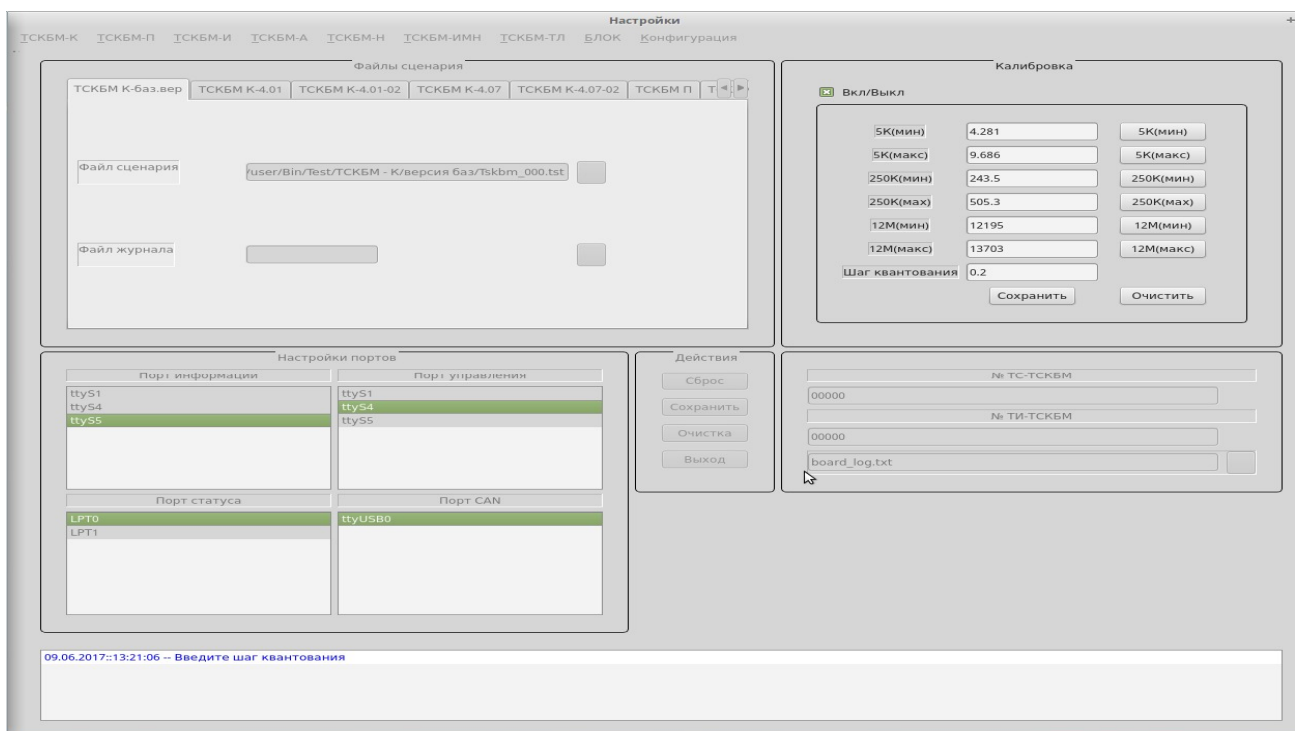 Настройки
ТСКБМ-К ТСКБМ-П ТСКБМ-И ТСКБМ-А ТСКБМ-Н ТСКБМ-ИМН ТСКБМ-ТЛ БЛОК Конфигурация
Файлы сценария
ТСКБМ К-баз.вер ТСКБМ К-4.01 ТСКБМ К-4.01-02 ТСКБМ К-4.07 ТСКБМ К-4.07-02 ТСКБМ П
Файл сценария
/user/Bin/Test/ТСКБМ - К/версия баз/Tskbm_000.tst
Файл журнала
Калибровка
Вкл/Выкл
5К(мин) 4.281 5К(мин)
5К(макс) 9.686 5К(макс)
250К(мин) 243.5 250К(мин)
250К(мах) 505.3 250К(мах)
12М(мин) 12195 12М(мин)
12М(макс) 13703 12М(макс)
Шаг квантования 0.2
Сохранить Очистить
Настройки портов
Порт информации Порт управления
ttyS1 ttyS1
ttyS4 ttyS4
ttyS5 ttyS5
Порт статуса Порт CAN
LPT0 ttyUSB0
LPT1
Действия
Сброс
Сохранить
Очистка
Выход
№ ТС-ТСКБМ
00000
№ ТИ-ТСКБМ
00000
board_log.txt
09.06.2017::13:21:06 -- Введите шаг квантования